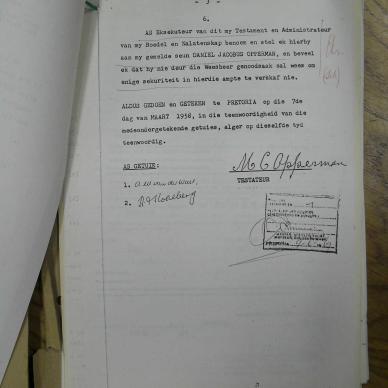 - 3 -
6.
AS Eksekuteur van dit my Testament en Administrateur
van my Boedel en Nalatenskap benoem en stel ek hierby
aan my gemelde seun DANIEL JACOBUS OPPERMAN, en beveel
ek dat hy nie deur die Weesheer genoodsaak sal wees om
enige sekuriteit in hierdie ampte te verskaf nie.
ALDUS GEDOEN en GETEKEN te PRETORIA op die 7de
dag van MAART 1958, in die teenwoordigheid van die
medeondergetekende getuies, algar op dieselfde tyd
teenwoordig.
AS GETUIE:
M C Opperman
TESTATEUR
1.
2.
PRETORIA